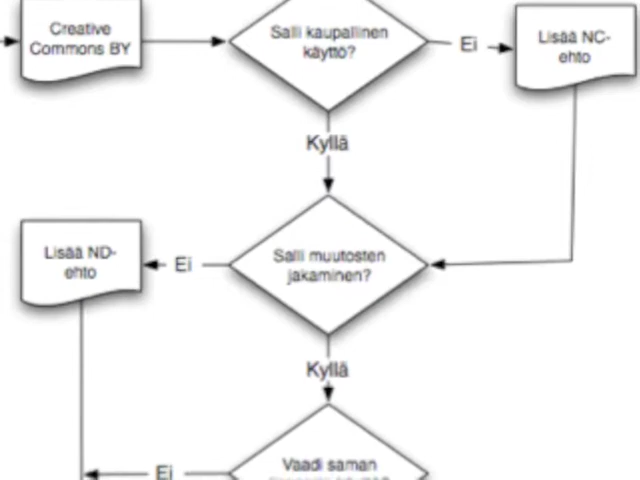 Creative
Commons BY
Salli kaupallinen
käyttö?
Ei
Lisää NC-
ehto
Kyllä
Lisää ND-
ehto
Ei
Salli muutosten
jakaminen?
Kyllä
Ei
Vaadi saman